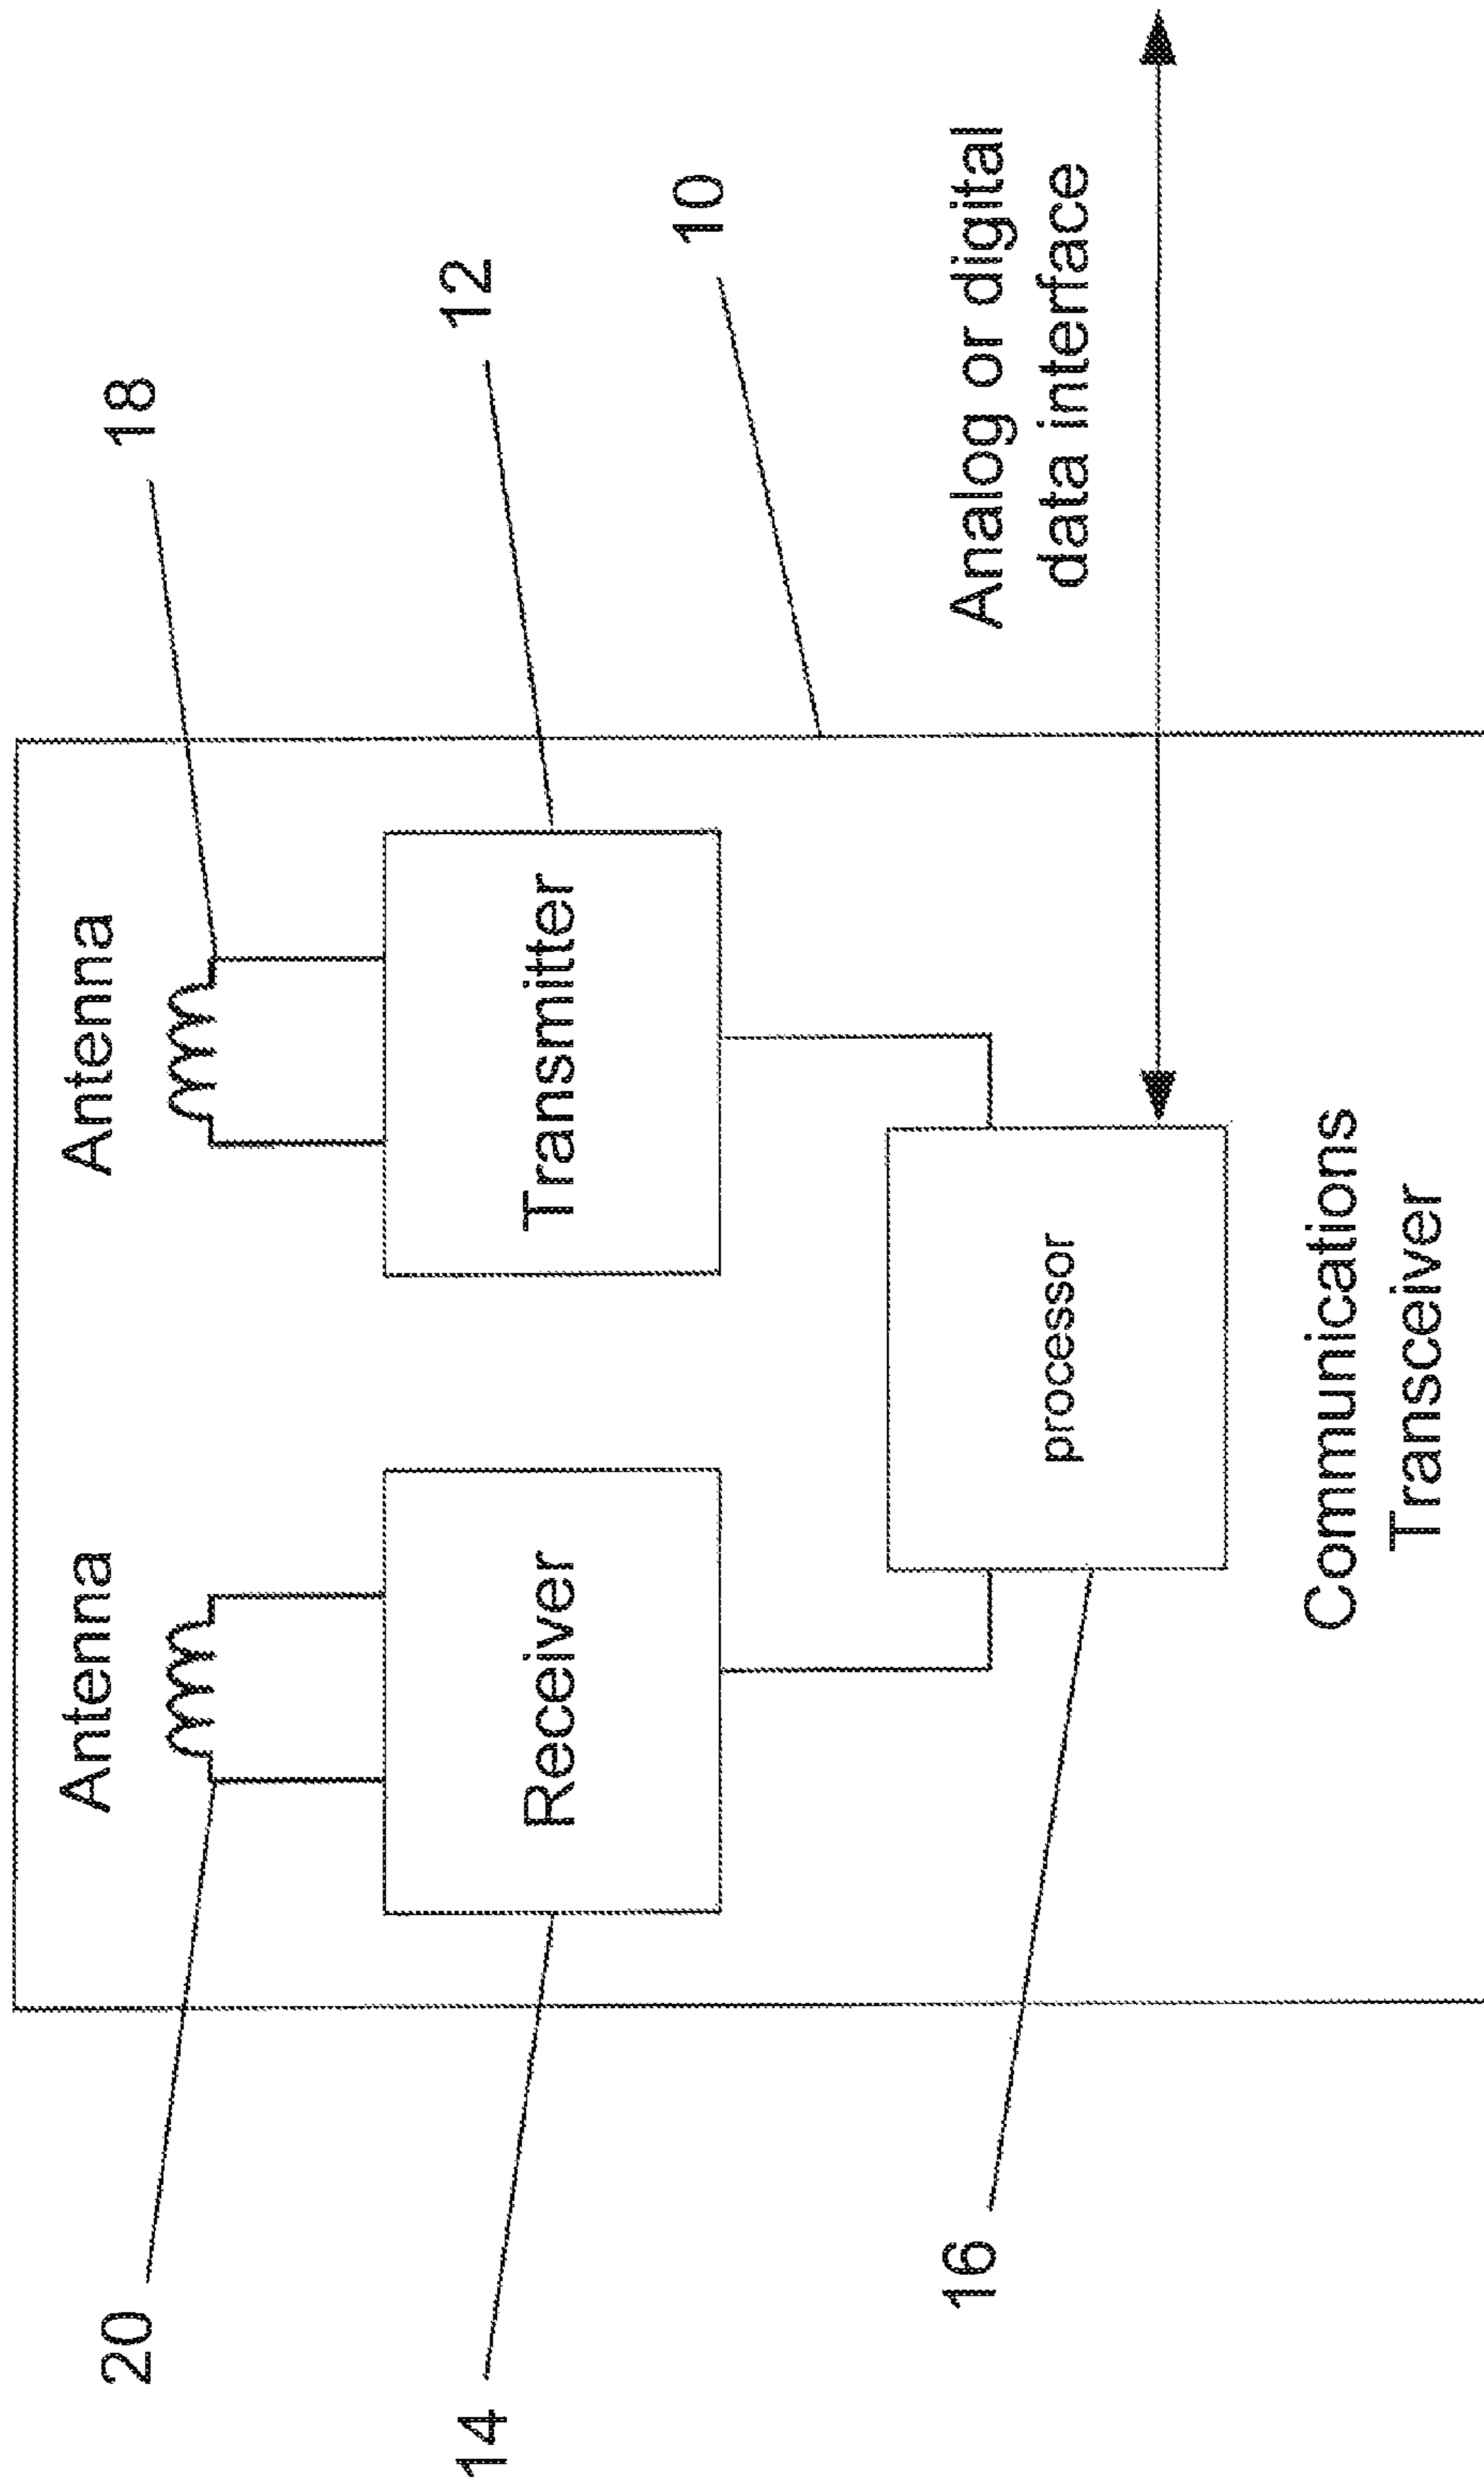 20
Antenna
Antenna
18
14
Receiver
Transmitter
12
10
16
processor
Analog or digital
data interface
Communications
Transceiver